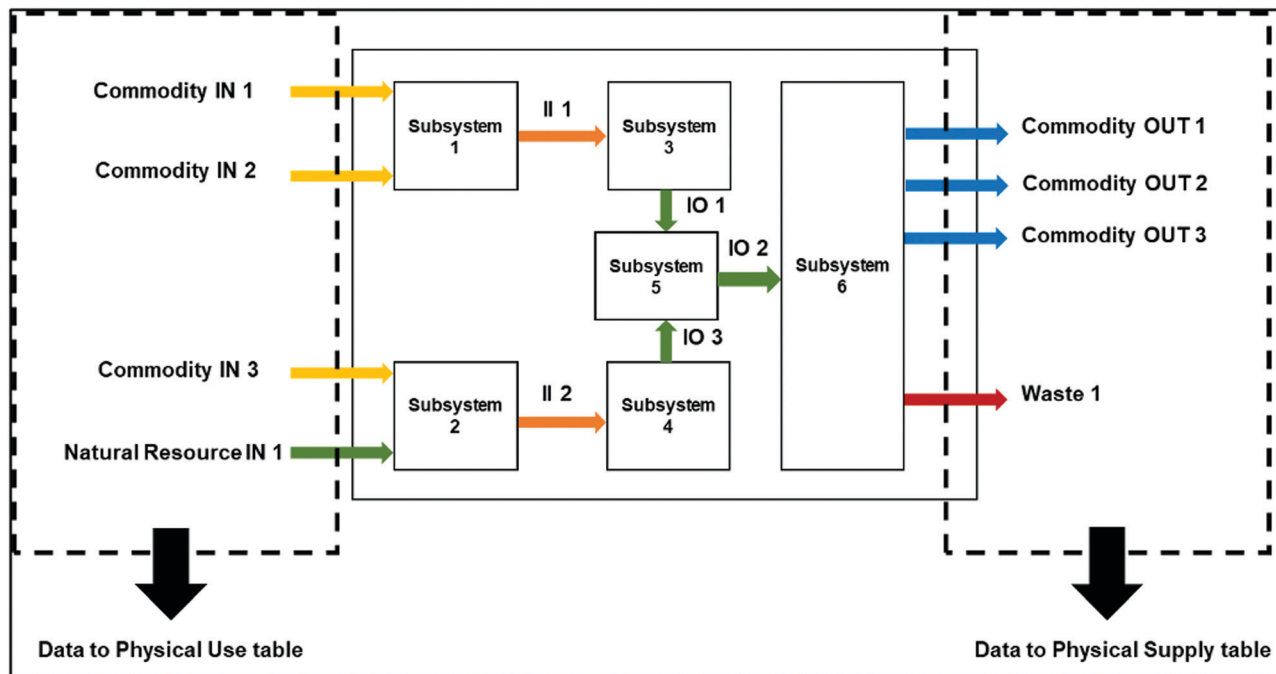 Commodity IN 1
Commodity IN 2
Commodity IN 3
Natural Resource IN 1
Subsystem
1
II 1
Subsystem
3
IO 1
Subsystem
5
IO 2
IO 3
Subsystem
2
II 2
Subsystem
4
Subsystem
6
Commodity OUT 1
Commodity OUT 2
Commodity OUT 3
Waste 1
Data to Physical Use table
Data to Physical Supply table